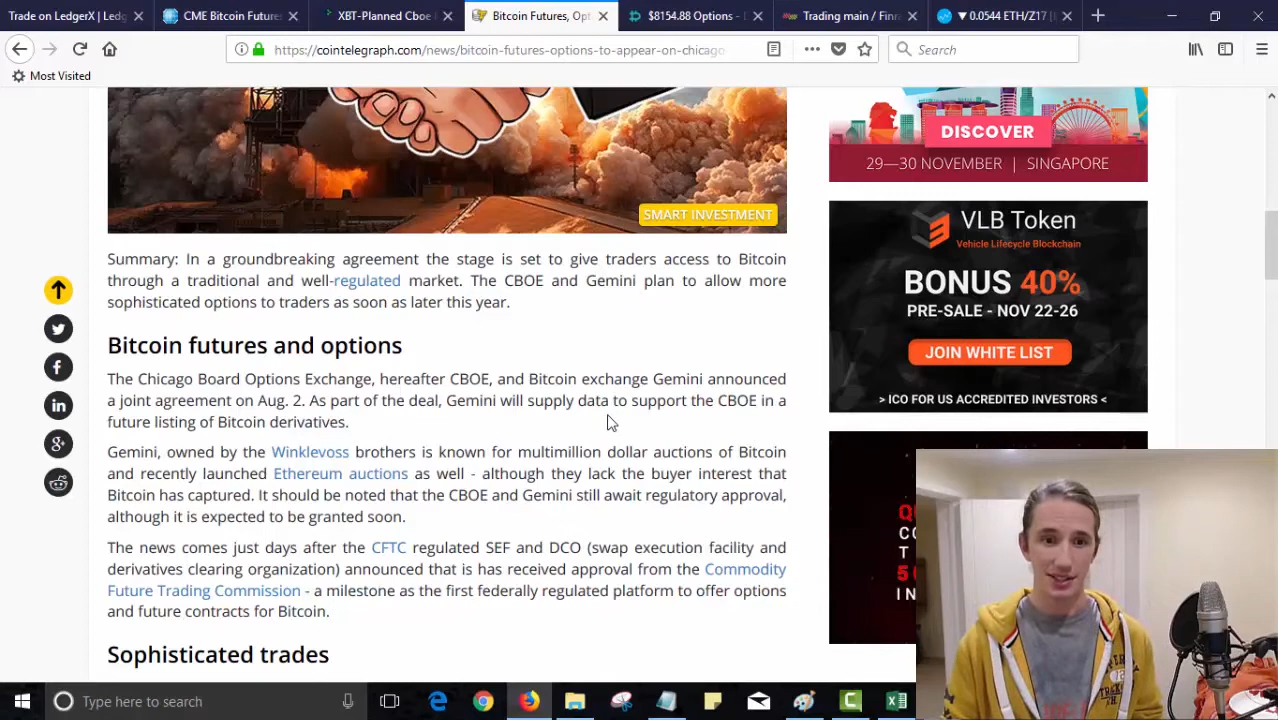 Trade on LedgerX | Led
CME Bitcoin Future
XBT-Planned Cboe
Bitcoin Futures, Opt
$8154.88 Options -
Trading main / Finra
▼0.0544 ETH/Z17
https://cointelegraph.com/news/bitcoin-futures-options-to-appear-on-chicago
Search
Most Visited
SMART INVESTMENT
Summary: In a groundbreaking agreement the stage is set to give traders access to Bitcoin
through a traditional and well-regulated market. The CBOE and Gemini plan to allow more
sophisticated options to traders as soon as later this year.
Bitcoin futures and options
The Chicago Board Options Exchange, hereafter CBOE, and Bitcoin exchange Gemini announced
a joint agreement on Aug. 2. As part of the deal, Gemini will supply data to support the CBOE in a
future listing of Bitcoin derivatives.
Gemini, owned by the Winklevoss brothers is known for multimillion dollar auctions of Bitcoin
and recently launched Ethereum auctions as well - although they lack the buyer interest that
Bitcoin has captured. It should be noted that the CBOE and Gemini still await regulatory approval,
although it is expected to be granted soon.
The news comes just days after the CFTC regulated SEF and DCO (swap execution facility and
derivatives clearing organization) announced that is has received approval from the Commodity
Future Trading Commission - a milestone as the first federally regulated platform to offer options
and future contracts for Bitcoin.
Sophisticated trades
DISCOVER
29—30 NOVEMBER | SINGAPORE
VLB Token
Vehicle Lifecycle Blockchain
BONUS 40%
PRE-SALE - NOV 22-26
JOIN WHITE LIST
> ICO FOR US ACCREDITED INVESTORS <
Type here to search